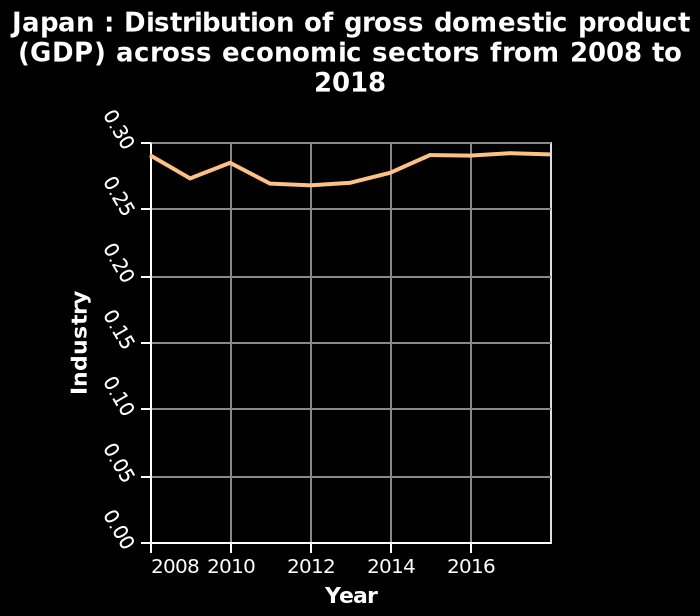 Japan : Distribution of gross domestic product
(GDP) across economic sectors from 2008 to
2018
0.30
0.25
0.20
0.15
0.10
0.05
0.00
Industry
2008 2010 2012 2014 2016
Year